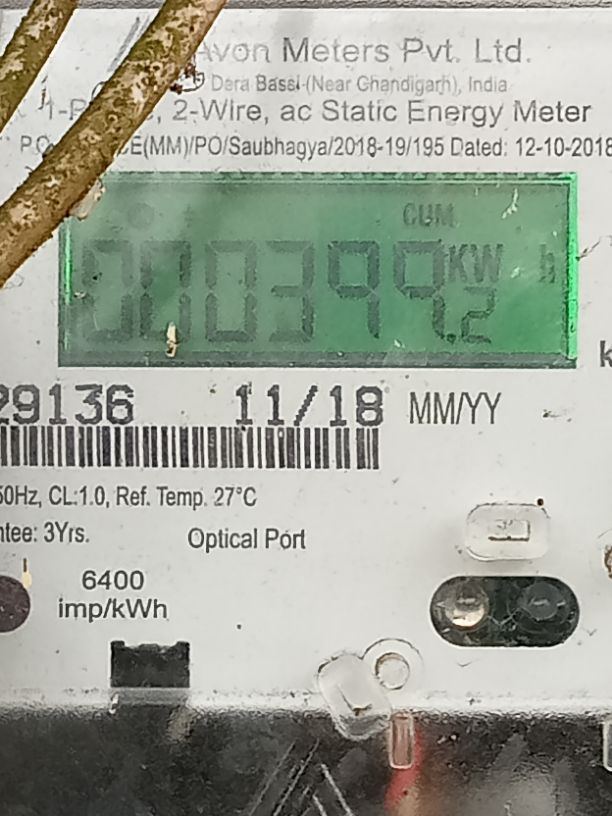 Avon Meters Pvt. Ltd.
Dera Bassi (Near Chandigarh), India
2-Wire, ac Static Energy Meter
(MM)/PO/Saubhagya/2018-19/195 Dated: 12-10-2018
CUM
000399.2 KW h
29136 11/18 MM/YY
50Hz, CL:1.0, Ref. Temp. 27°C
3Yrs. Optical Port
6400
imp/kWh